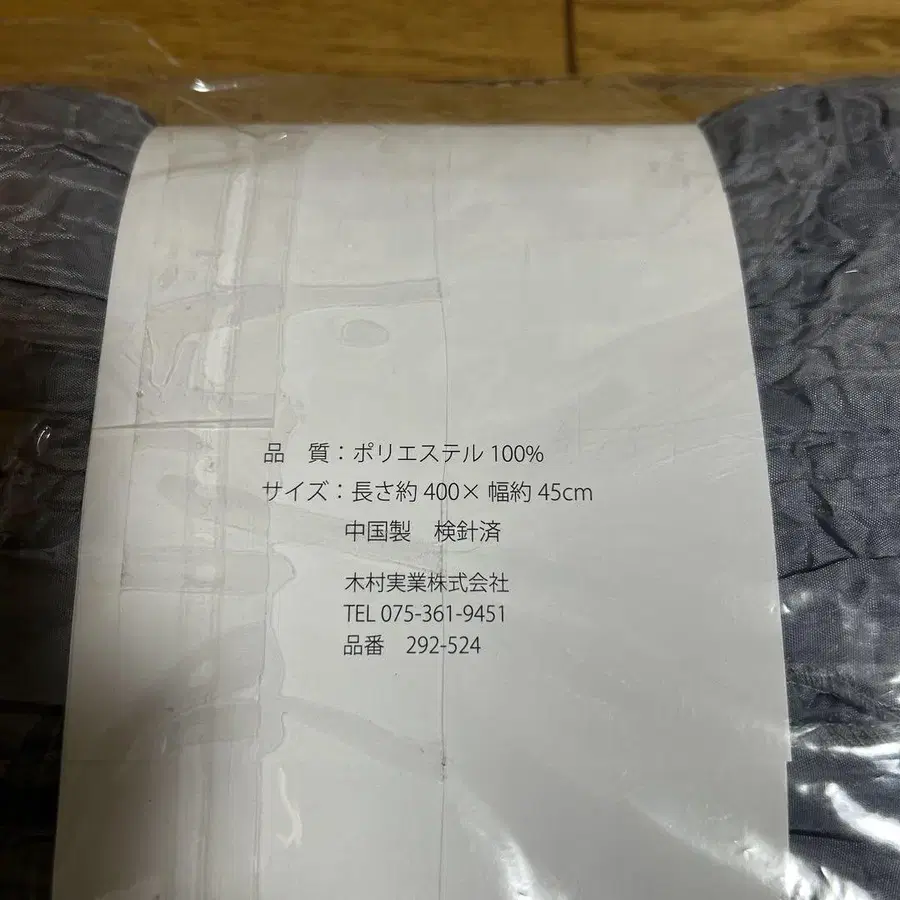 品　質：ポリエステル 100%
サイズ：長さ約 400× 幅約 45cm
中国製　検針済
木村実業株式会社
TEL 075-361-9451
品番　292-524